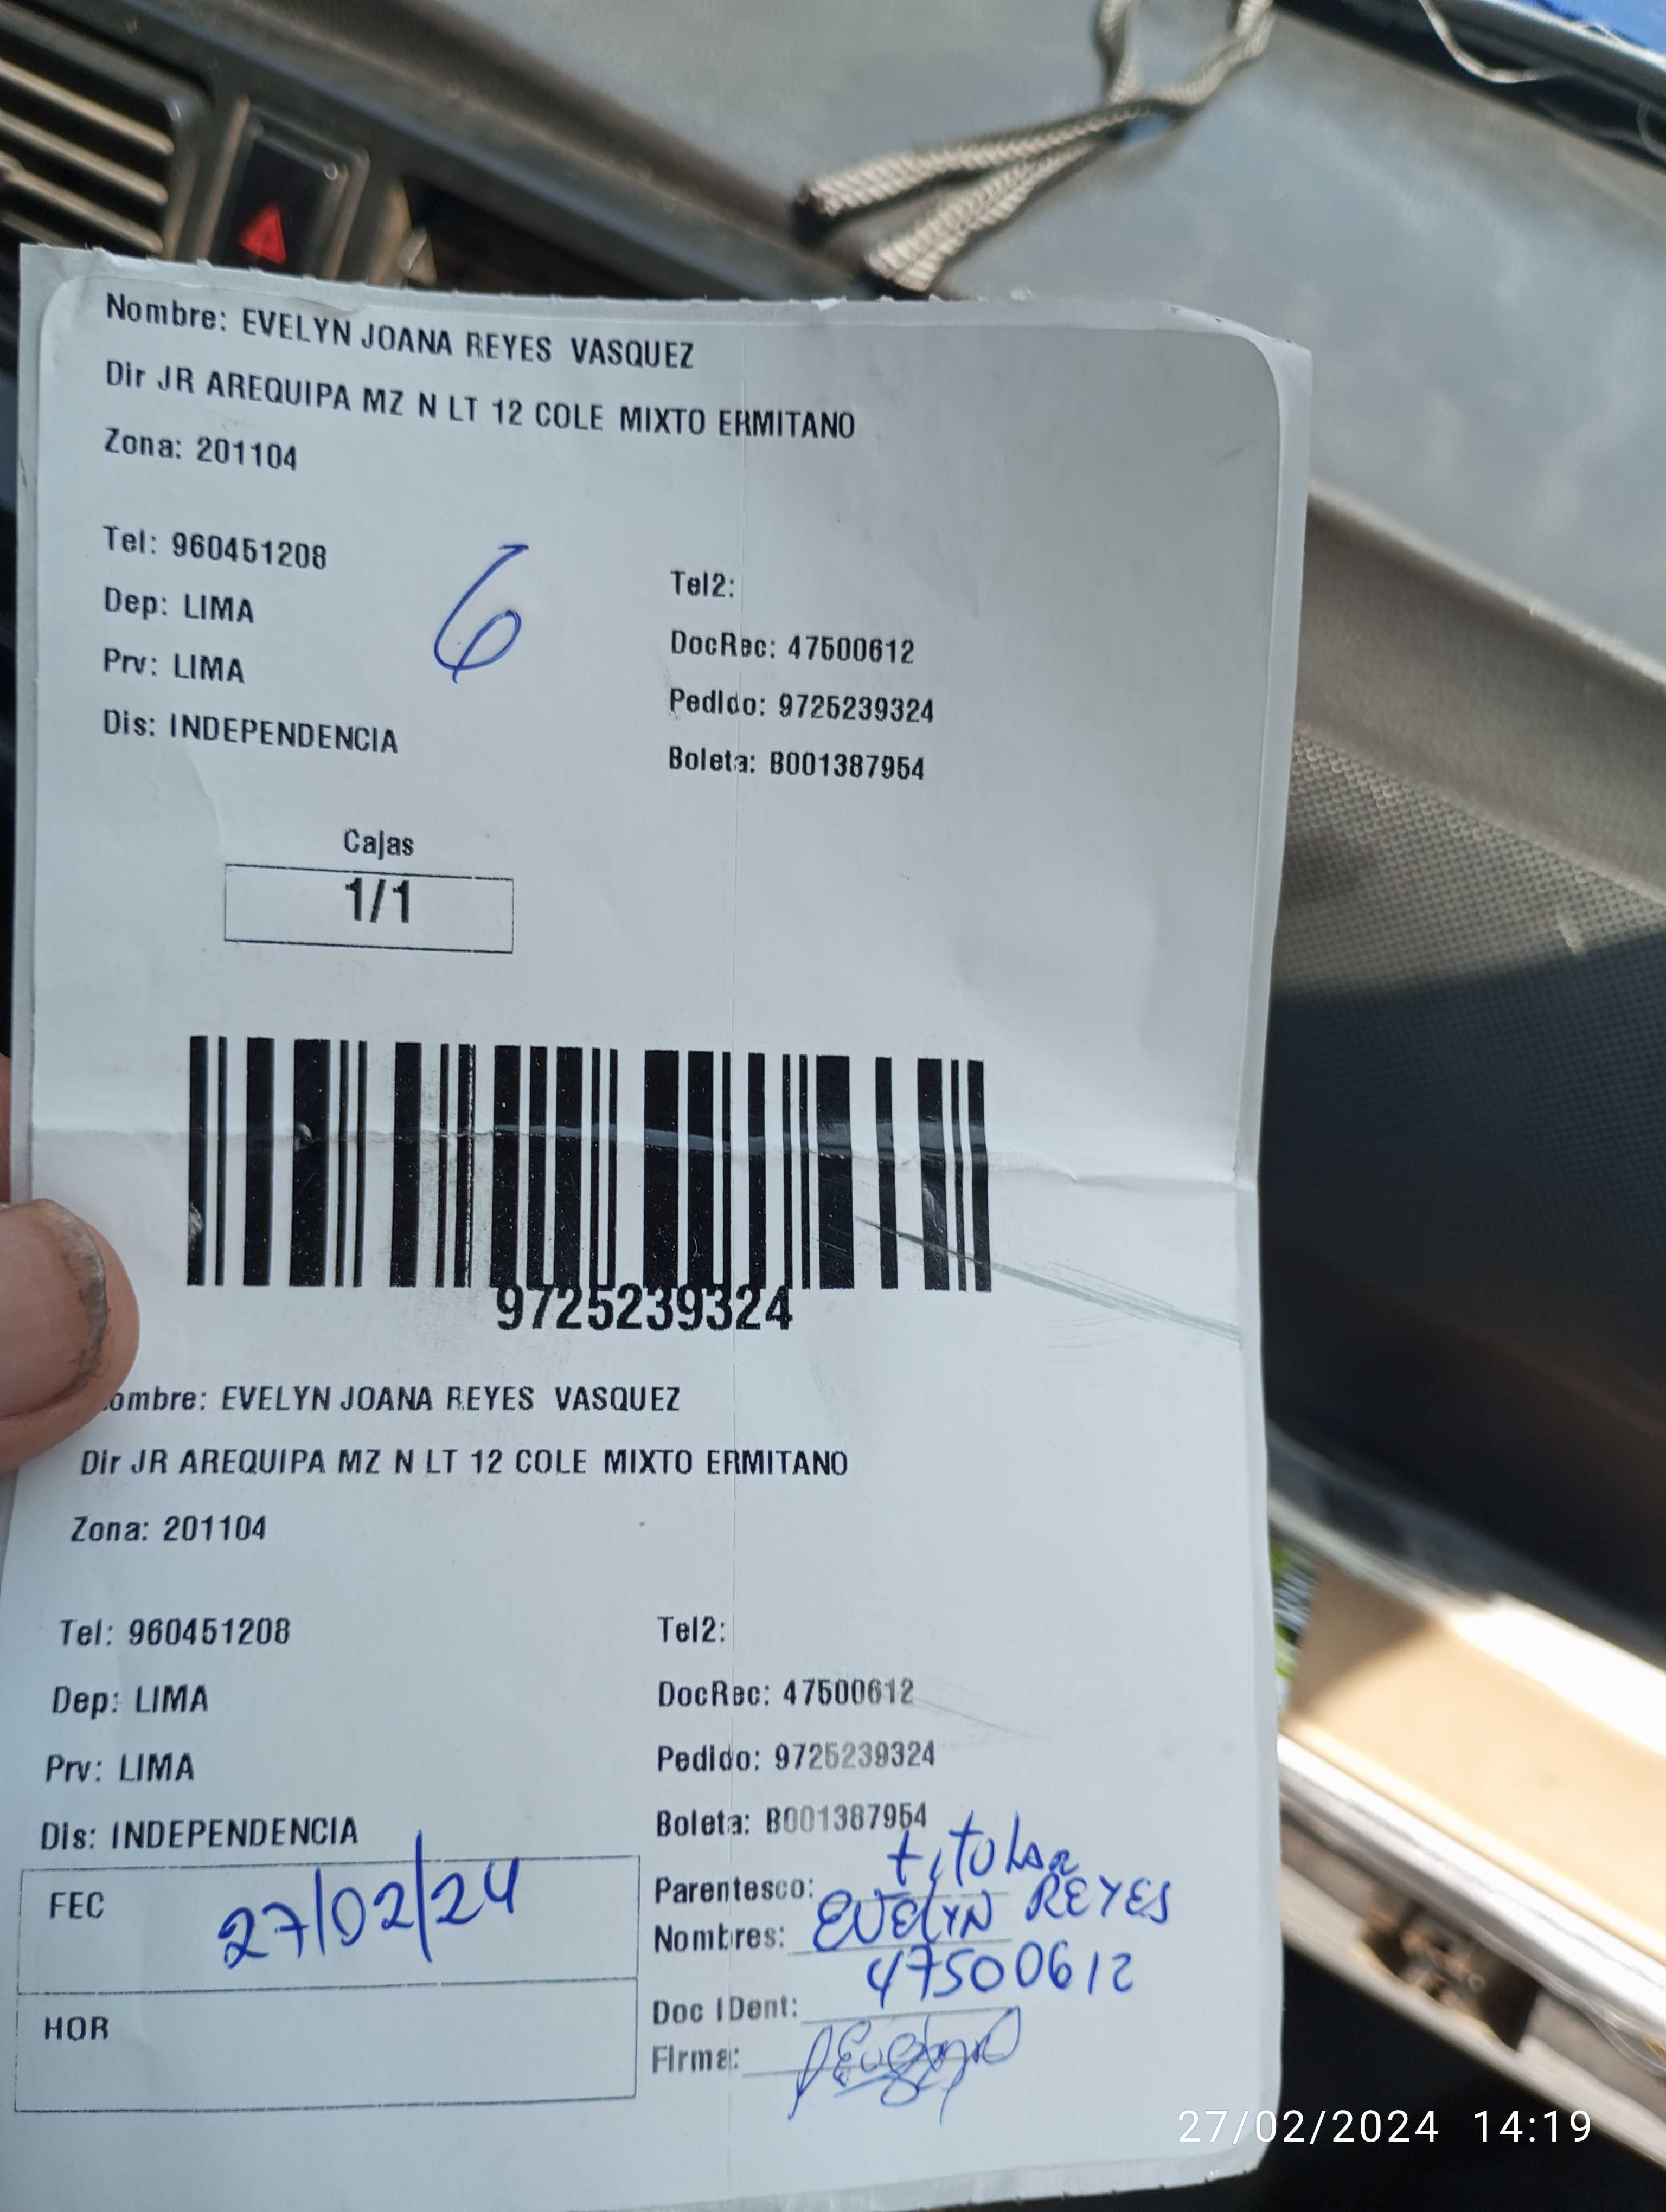 Nombre: EVELYN JOANA REYES VASQUEZ
Dir JR AREQUIPA MZ N LT 12 COLE MIXTO ERMITANO
Zona: 201104
Tel: 960451208
Tel2:
Dep: LIMA
DocRec: 47500612
Prv: LIMA
Pedido: 9725239324
Dis: INDEPENDENCIA
Boleta: B001387954
6
Cajas
1/1
9725239324
ombre: EVELYN JOANA REYES VASQUEZ
Dir JR AREQUIPA MZ N LT 12 COLE MIXTO ERMITANO
Zona: 201104
Tel: 960451208
Tel2:
Dep: LIMA
DocRec: 47500612
Prv: LIMA
Pedido: 9725239324
Dis: INDEPENDENCIA
Boleta: B001387954
FEC 27/02/24
HOR
Parentesco: titular
Nombres: EVELYN REYES
Doc IDent: 47500612
Firma:
27/02/2024 14:19